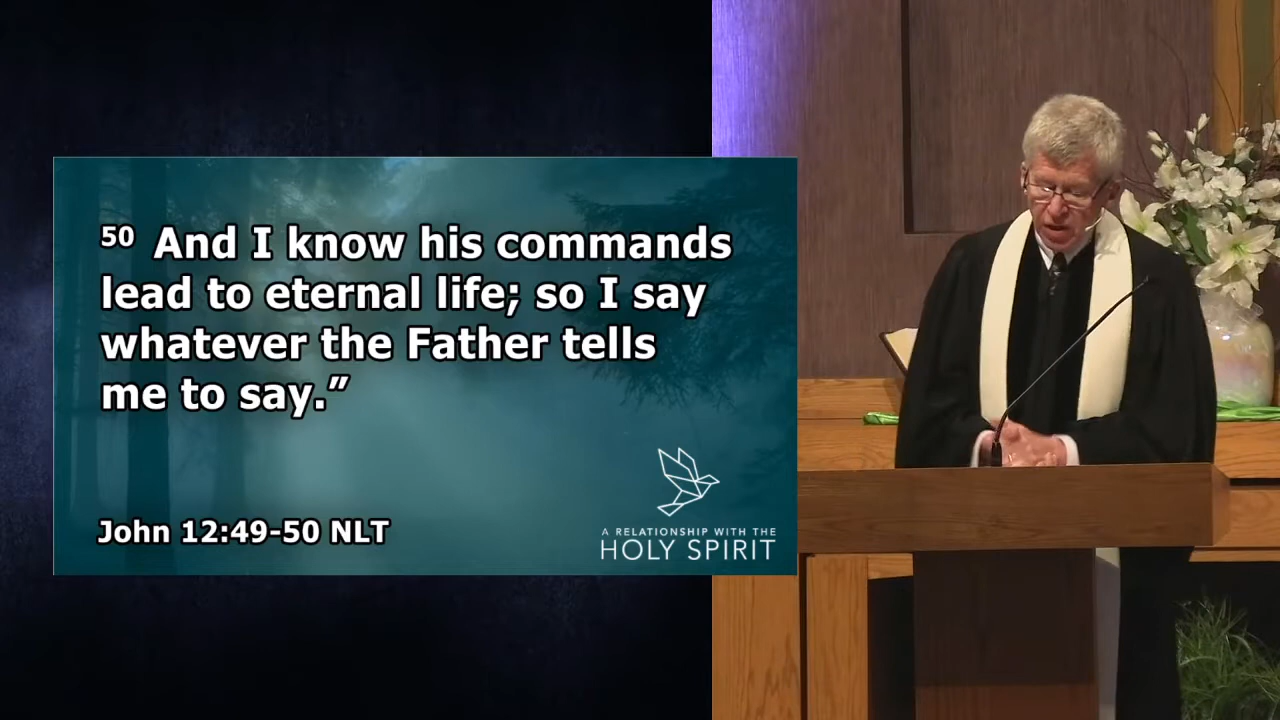 50 And I know his commands
lead to eternal life; so I say
whatever the Father tells
me to say.”
John 12:49-50 NLT
A RELATIONSHIP WITH THE
HOLY SPIRIT